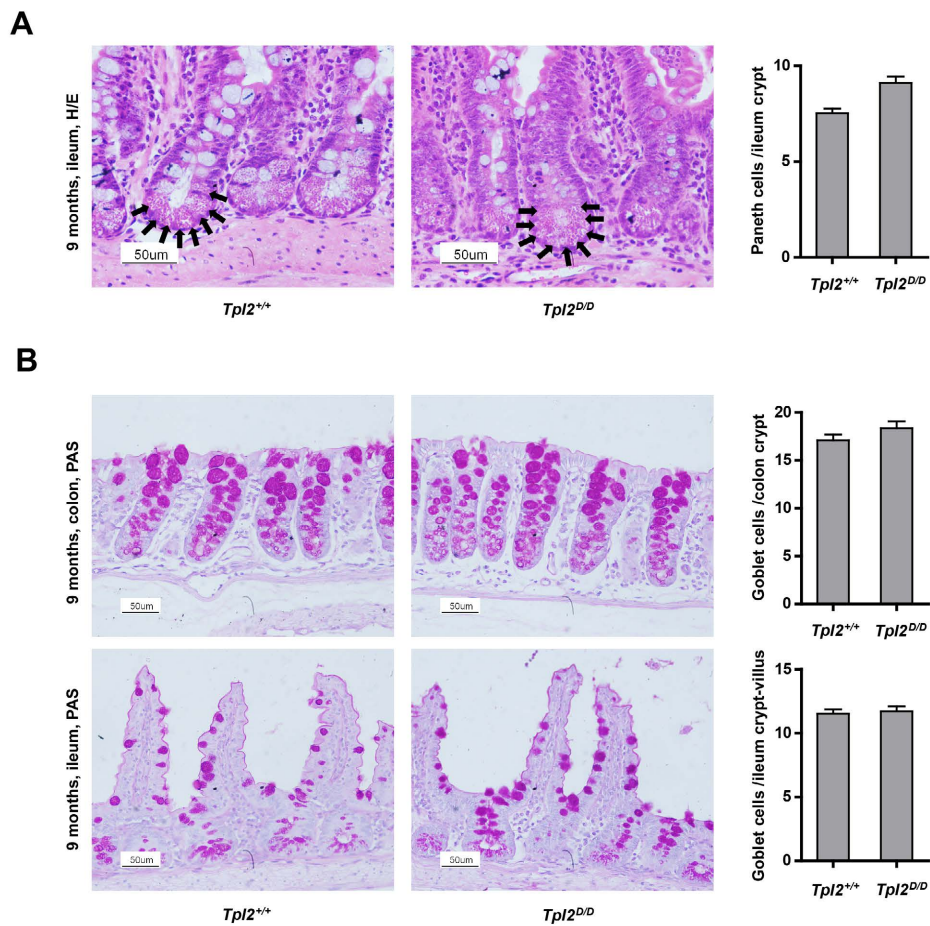 A
9 months, ileum, H/E
50um
50um
Tpl2+/+
Tpl2D/D
Paneth cells /ileum crypt
10
5
0
Tpl2+/+
Tpl2D/D
B
9 months, colon, PAS
50um
50um
Goblet cells /colon crypt
20
15
10
5
0
Tpl2+/+
Tpl2D/D
9 months, ileum, PAS
50um
50um
Tpl2+/+
Tpl2D/D
Goblet cells /ileum crypt-villus
15
10
5
0
Tpl2+/+
Tpl2D/D